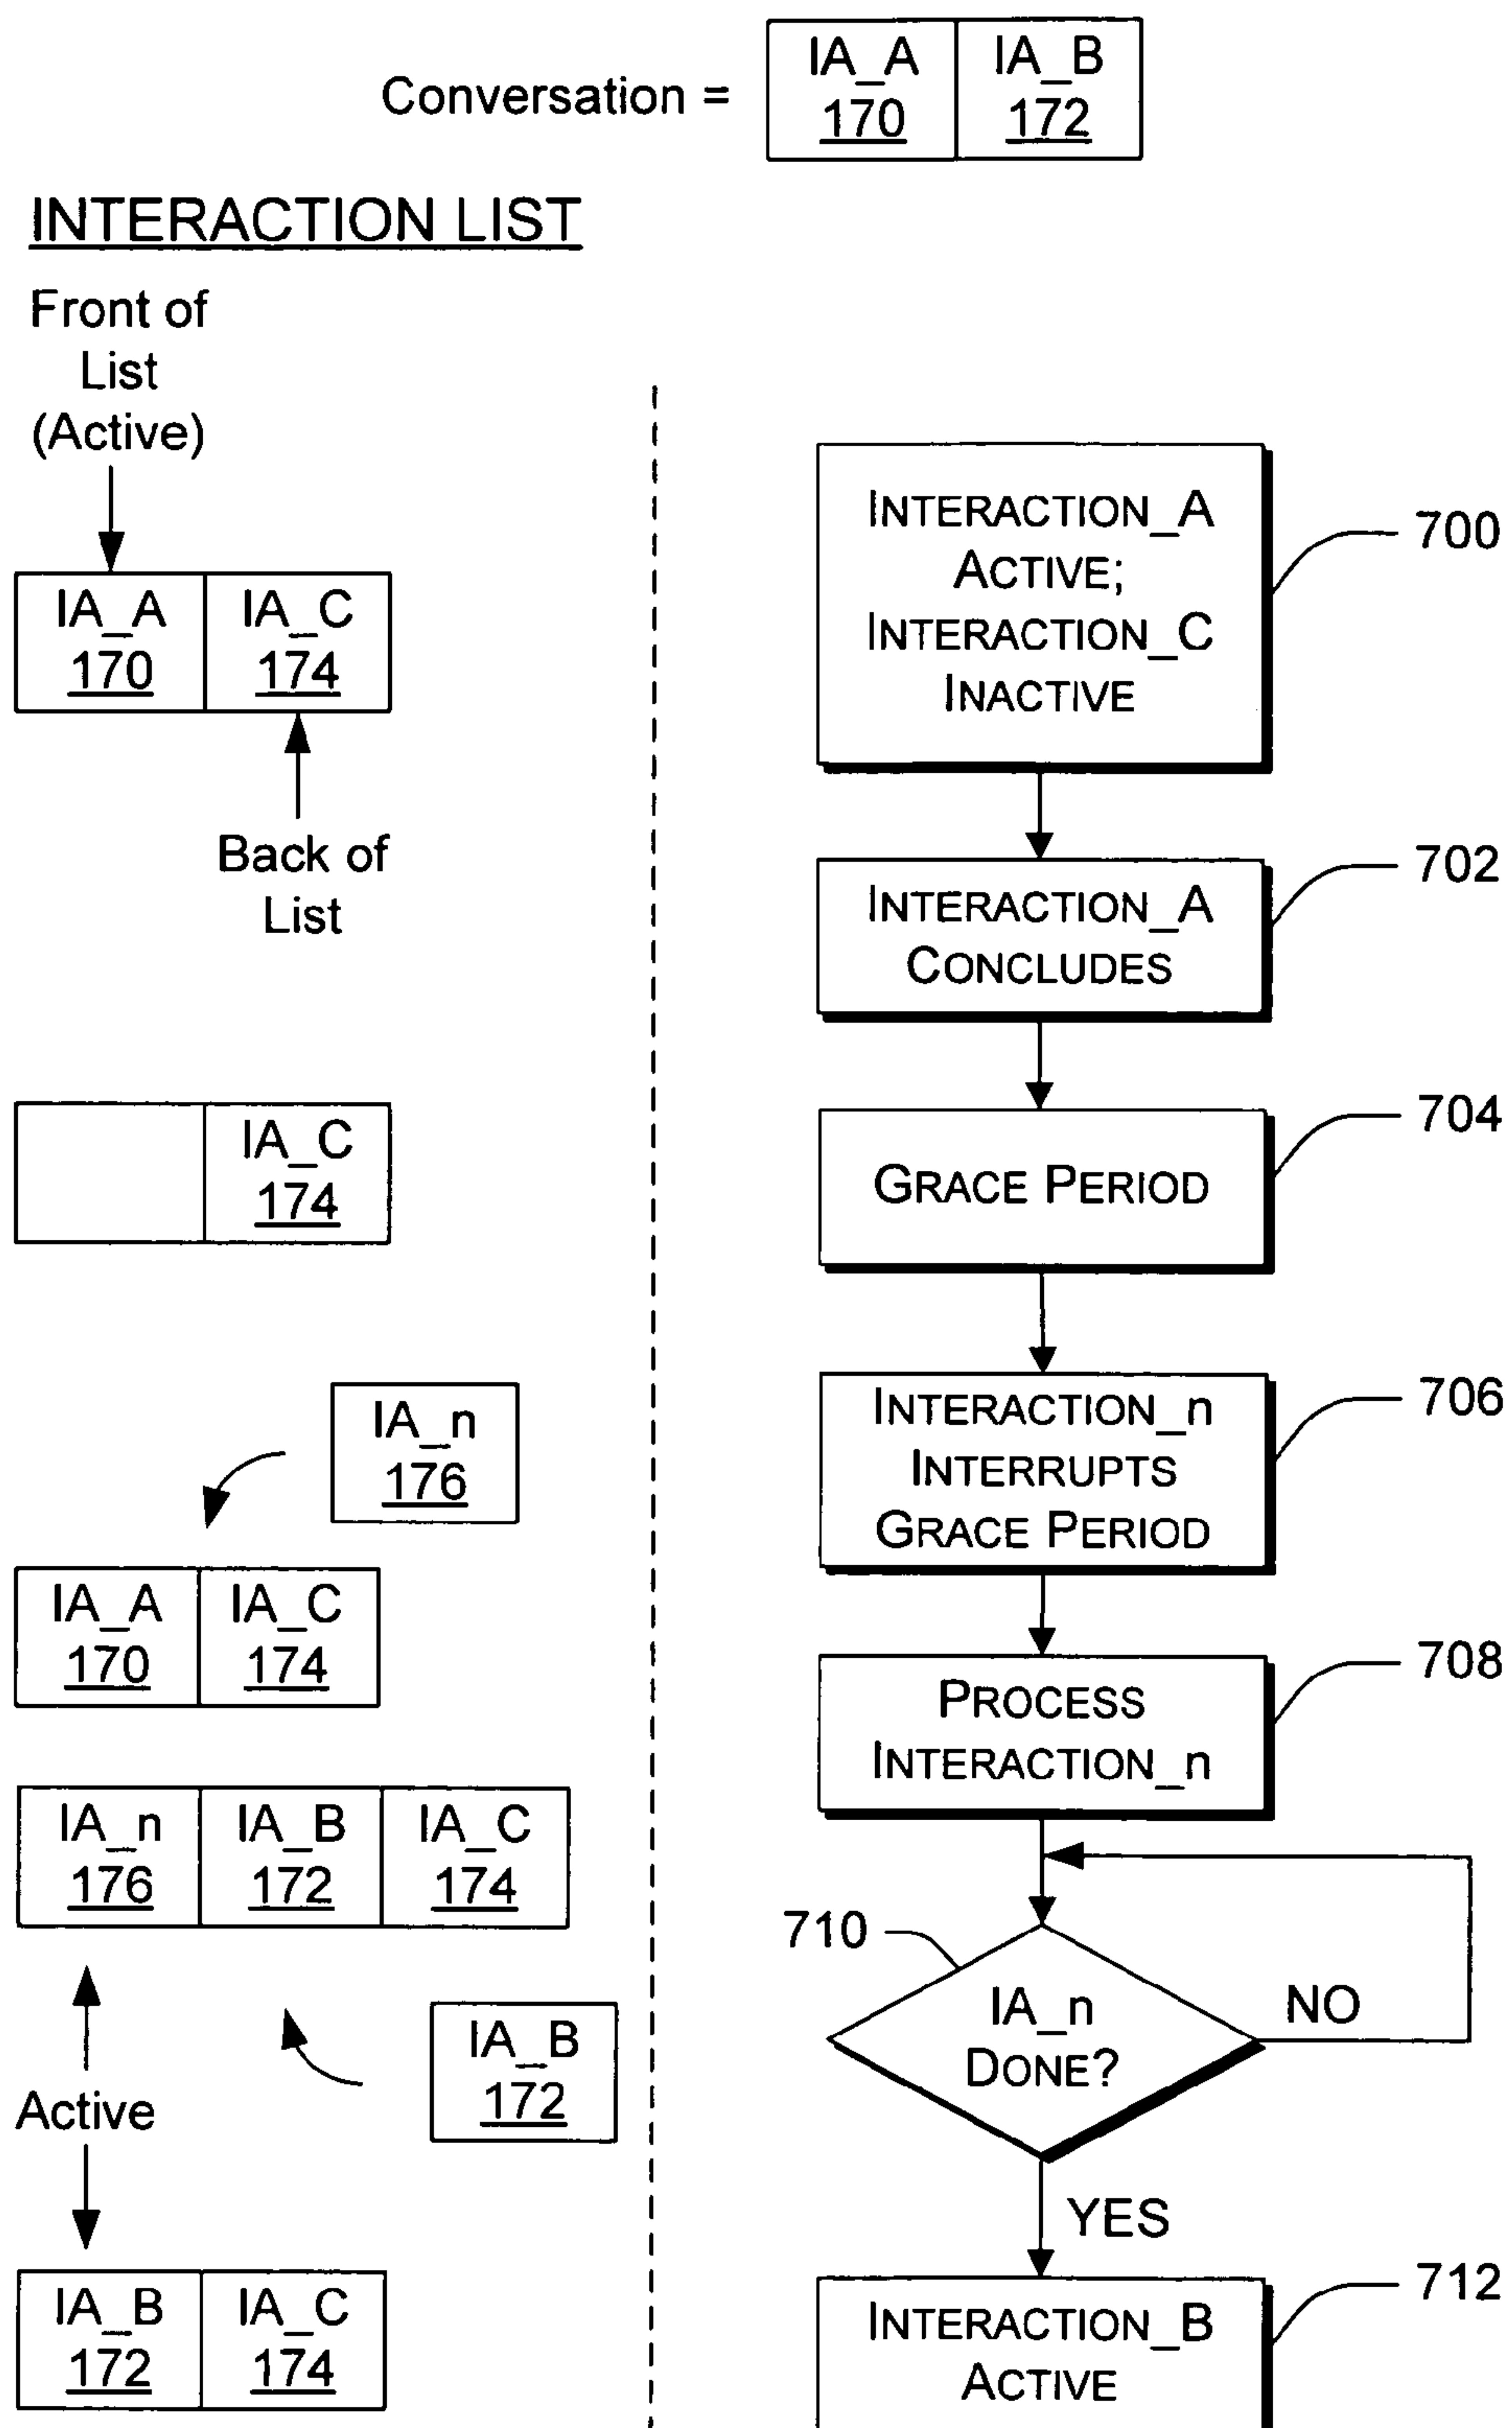 Conversation =
IA_A
170
IA_B
172
INTERACTION LIST
Front of
List
(Active)
IA_A
170
IA_C
174
Back of
List
IA_C
174
IA_n
176
IA_A
170
IA_C
174
IA_n
176
IA_B
172
IA_C
174
Active
IA_B
172
IA_B
172
IA_C
174
INTERACTION_A
ACTIVE;
INTERACTION_C
INACTIVE
700
INTERACTION_A
CONCLUDES
702
GRACE PERIOD
704
INTERACTION_n
INTERRUPTS
GRACE PERIOD
706
PROCESS
INTERACTION_n
708
710
IA_n
DONE?
NO
YES
INTERACTION_B
ACTIVE
712